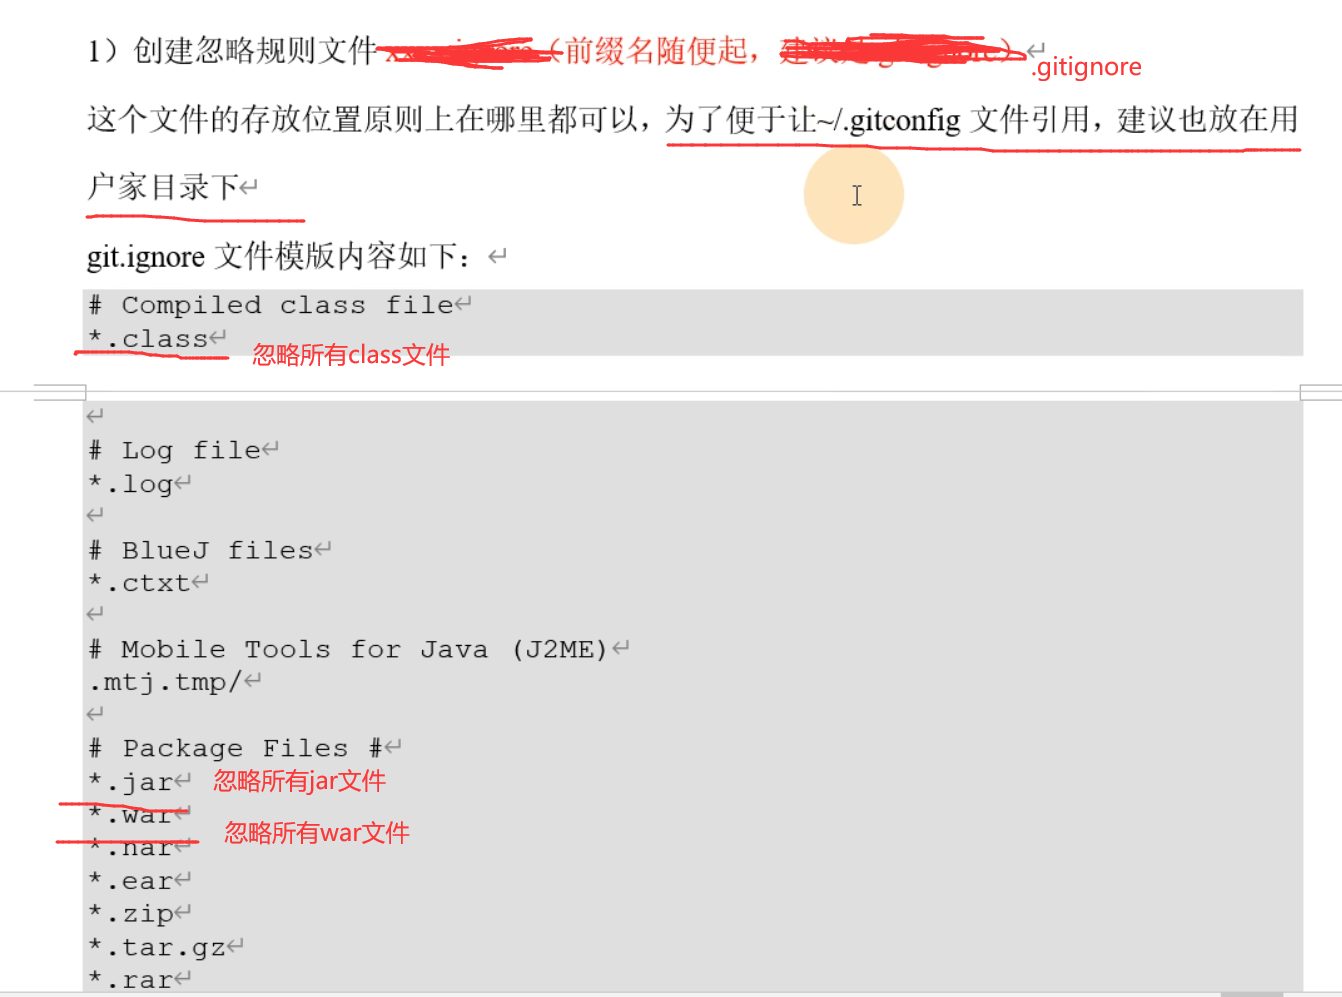 1）创建忽略规则文件（前缀名随便起，
.gitignore
这个文件的存放位置原则上在哪里都可以，为了便于让~/.gitconfig 文件引用，建议也放在用
户家目录下
git.ignore 文件模版内容如下：
# Compiled class file
*.class
忽略所有class文件
# Log file
*.log
# BlueJ files
*.ctxt
# Mobile Tools for Java (J2ME)
.mtj.tmp/
# Package Files #
*.jar 忽略所有jar文件
*.war
忽略所有war文件
*.nar
*.ear
*.zip
*.tar.gz
*.rar